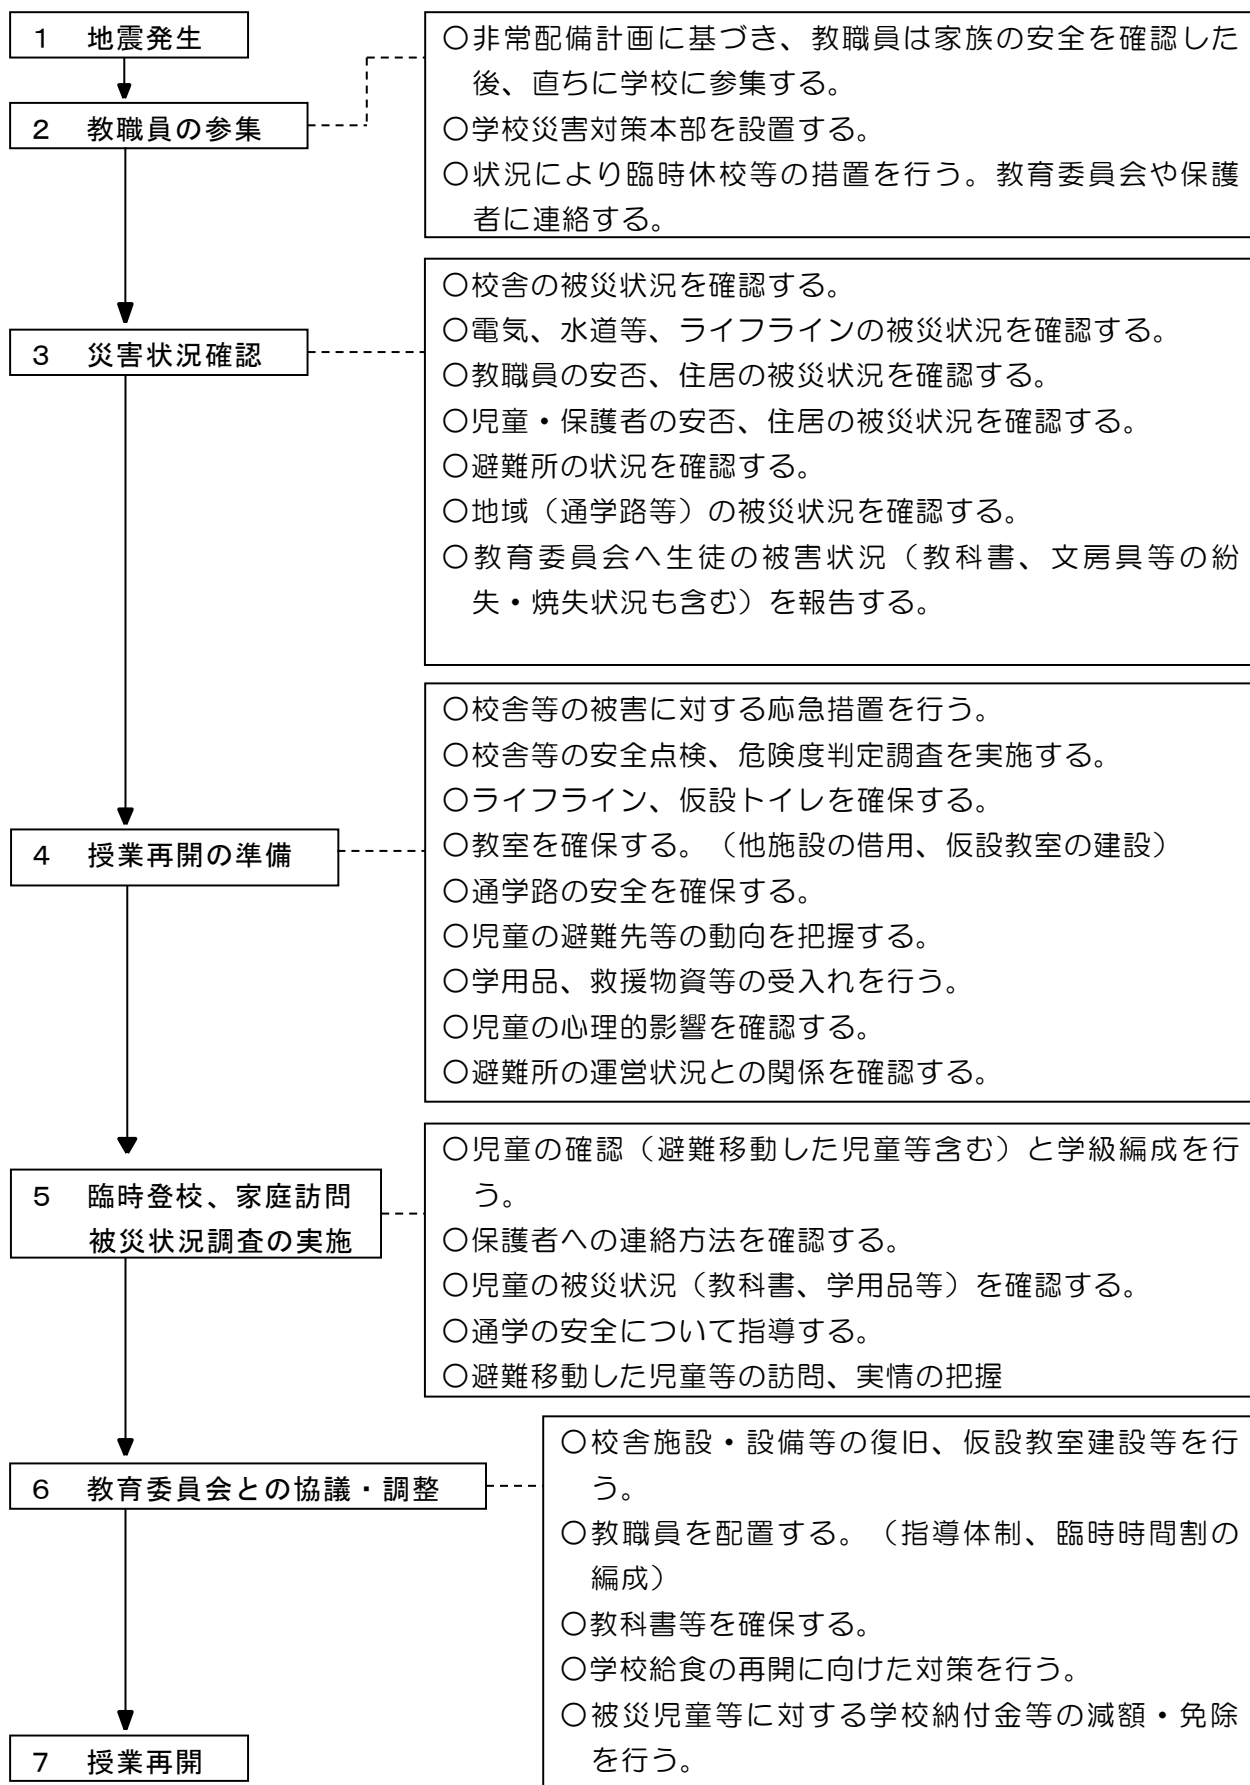 １　地震発生
２　教職員の参集
○非常配備計画に基づき、教職員は家族の安全を確認した
後、直ちに学校に参集する。
○学校災害対策本部を設置する。
○状況により臨時休校等の措置を行う。教育委員会や保護
者に連絡する。
３　災害状況確認
○校舎の被災状況を確認する。
○電気、水道等、ライフラインの被災状況を確認する。
○教職員の安否、住居の被災状況を確認する。
○児童・保護者の安否、住居の被災状況を確認する。
○避難所の状況を確認する。
○地域（通学路等）の被災状況を確認する。
○教育委員会へ生徒の被害状況（教科書、文房具等の紛
失・焼失状況も含む）を報告する。
４　授業再開の準備
○校舎等の被害に対する応急措置を行う。
○校舎等の安全点検、危険度判定調査を実施する。
○ライフライン、仮設トイレを確保する。
○教室を確保する。（他施設の借用、仮設教室の建設）
○通学路の安全を確保する。
○児童の避難先等の動向を把握する。
○学用品、救援物資等の受入れを行う。
○児童の心理的影響を確認する。
○避難所の運営状況との関係を確認する。
５　臨時登校、家庭訪問
被災状況調査の実施
○児童の確認（避難移動した児童等含む）と学級編成を行
う。
○保護者への連絡方法を確認する。
○児童の被災状況（教科書、学用品等）を確認する。
○通学の安全について指導する。
○避難移動した児童等の訪問、実情の把握
６　教育委員会との協議・調整
○校舎施設・設備等の復旧、仮設教室建設等を行
う。
○教職員を配置する。（指導体制、臨時時間割の
編成）
○教科書等を確保する。
○学校給食の再開に向けた対策を行う。
○被災児童等に対する学校納付金等の減額・免除
を行う。
７　授業再開